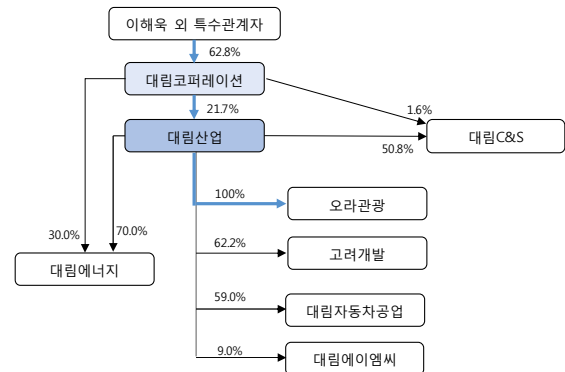 이해욱 외 특수관계자
62.8%
대림코퍼레이션
21.7%
1.6%
대림산업
대림C&S
50.8%
100%
오라관광
30.0%
70.0%
62.2%
고려개발
대림에너지
59.0%
대림자동차공업
9.0%
대림에이엠씨